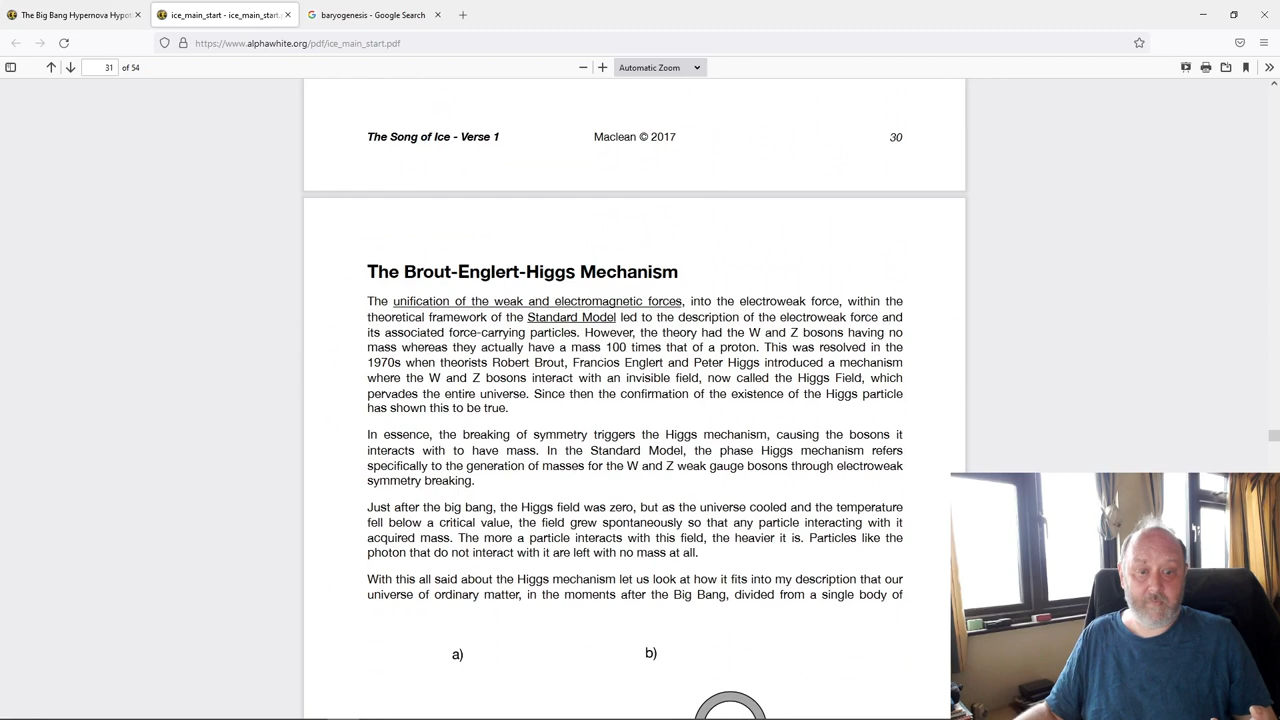 The Big Bang Hypernova Hypot
ice_main_start - ice_main_start.
baryogenesis - Google Search
https://www.alphawhite.org/pdf/ice_main_start.pdf
31 of 54
Automatic Zoom
The Song of Ice - Verse 1 Maclean © 2017 30
The Brout-Englert-Higgs Mechanism
The unification of the weak and electromagnetic forces, into the electroweak force, within the
theoretical framework of the Standard Model led to the description of the electroweak force and
its associated force-carrying particles. However, the theory had the W and Z bosons having no
mass whereas they actually have a mass 100 times that of a proton. This was resolved in the
1970s when theorists Robert Brout, Francios Englert and Peter Higgs introduced a mechanism
where the W and Z bosons interact with an invisible field, now called the Higgs Field, which
pervades the entire universe. Since then the confirmation of the existence of the Higgs particle
has shown this to be true.
In essence, the breaking of symmetry triggers the Higgs mechanism, causing the bosons it
interacts with to have mass. In the Standard Model, the phase Higgs mechanism refers
specifically to the generation of masses for the W and Z weak gauge bosons through electroweak
symmetry breaking.
Just after the big bang, the Higgs field was zero, but as the universe cooled and the temperature
fell below a critical value, the field grew spontaneously so that any particle interacting with it
acquired mass. The more a particle interacts with this field, the heavier it is. Particles like the
photon that do not interact with it are left with no mass at all.
With this all said about the Higgs mechanism let us look at how it fits into my description that our
universe of ordinary matter, in the moments after the Big Bang, divided from a single body of
a) b)